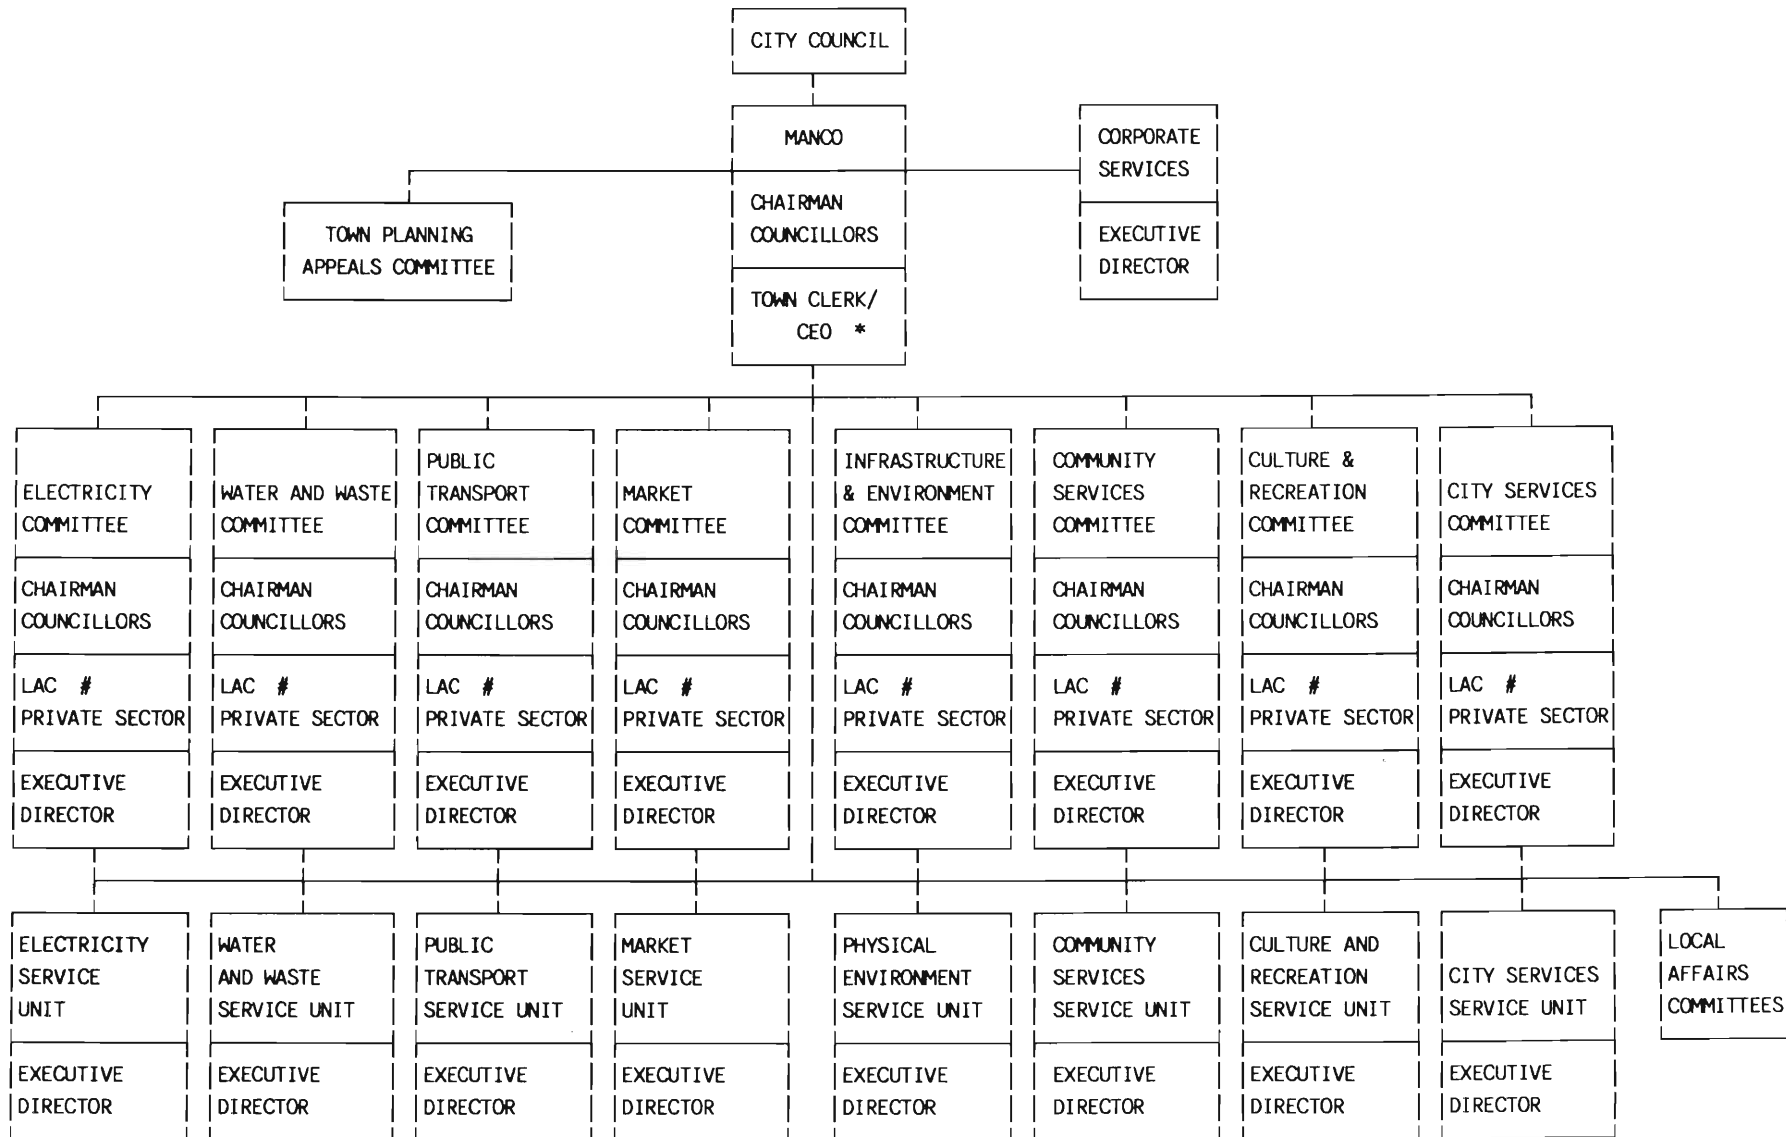 CITY COUNCIL
MANCO
CHAIRMAN
COUNCILLORS
TOWN CLERK/
CEO *
CORPORATE
SERVICES
EXECUTIVE
DIRECTOR
TOWN PLANNING
APPEALS COMMITTEE
ELECTRICITY
COMMITTEE
CHAIRMAN
COUNCILLORS
LAC #
PRIVATE SECTOR
EXECUTIVE
DIRECTOR
WATER AND WASTE
COMMITTEE
CHAIRMAN
COUNCILLORS
LAC #
PRIVATE SECTOR
EXECUTIVE
DIRECTOR
PUBLIC
TRANSPORT
COMMITTEE
CHAIRMAN
COUNCILLORS
LAC #
PRIVATE SECTOR
EXECUTIVE
DIRECTOR
MARKET
COMMITTEE
CHAIRMAN
COUNCILLORS
LAC #
PRIVATE SECTOR
EXECUTIVE
DIRECTOR
INFRASTRUCTURE
& ENVIRONMENT
COMMITTEE
CHAIRMAN
COUNCILLORS
LAC #
PRIVATE SECTOR
EXECUTIVE
DIRECTOR
COMMUNITY
SERVICES
COMMITTEE
CHAIRMAN
COUNCILLORS
LAC #
PRIVATE SECTOR
EXECUTIVE
DIRECTOR
CULTURE &
RECREATION
COMMITTEE
CHAIRMAN
COUNCILLORS
LAC #
PRIVATE SECTOR
EXECUTIVE
DIRECTOR
CITY SERVICES
COMMITTEE
CHAIRMAN
COUNCILLORS
LAC #
PRIVATE SECTOR
EXECUTIVE
DIRECTOR
ELECTRICITY
SERVICE
UNIT
EXECUTIVE
DIRECTOR
WATER
AND WASTE
SERVICE UNIT
EXECUTIVE
DIRECTOR
PUBLIC
TRANSPORT
SERVICE UNIT
EXECUTIVE
DIRECTOR
MARKET
SERVICE
UNIT
EXECUTIVE
DIRECTOR
PHYSICAL
ENVIRONMENT
SERVICE UNIT
EXECUTIVE
DIRECTOR
COMMUNITY
SERVICES
SERVICE UNIT
EXECUTIVE
DIRECTOR
CULTURE AND
RECREATION
SERVICE UNIT
EXECUTIVE
DIRECTOR
CITY SERVICES
SERVICE UNIT
EXECUTIVE
DIRECTOR
LOCAL
AFFAIRS
COMMITTEES